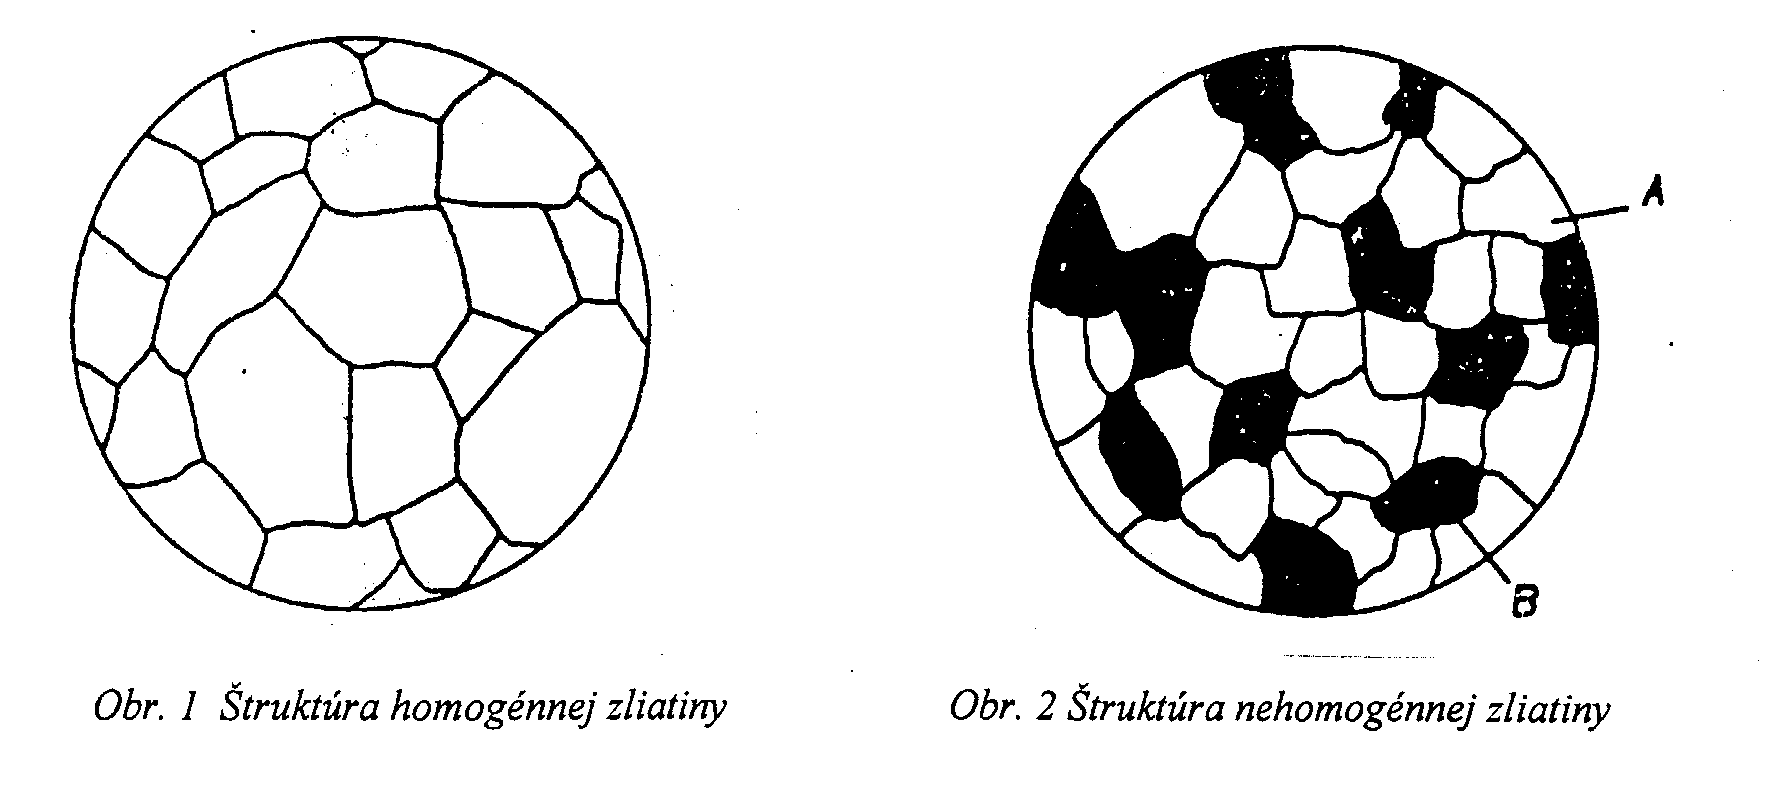 A
B
Obr. 1 Štruktúra homogénnej zliatiny
Obr. 2 Štruktúra nehomogénnej zliatiny